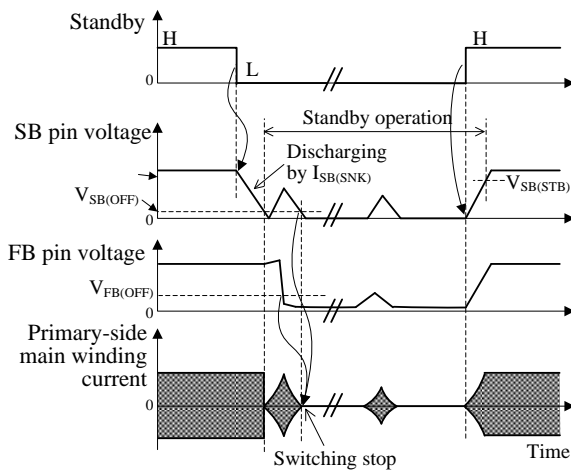 Standby
H
H
L
0
Standby operation
SB pin voltage
Discharging
by I_SB(SNK)
V_SB(STB)
V_SB(OFF)
0
FB pin voltage
V_FB(OFF)
0
Primary-side
main winding
current
0
Time
Switching stop